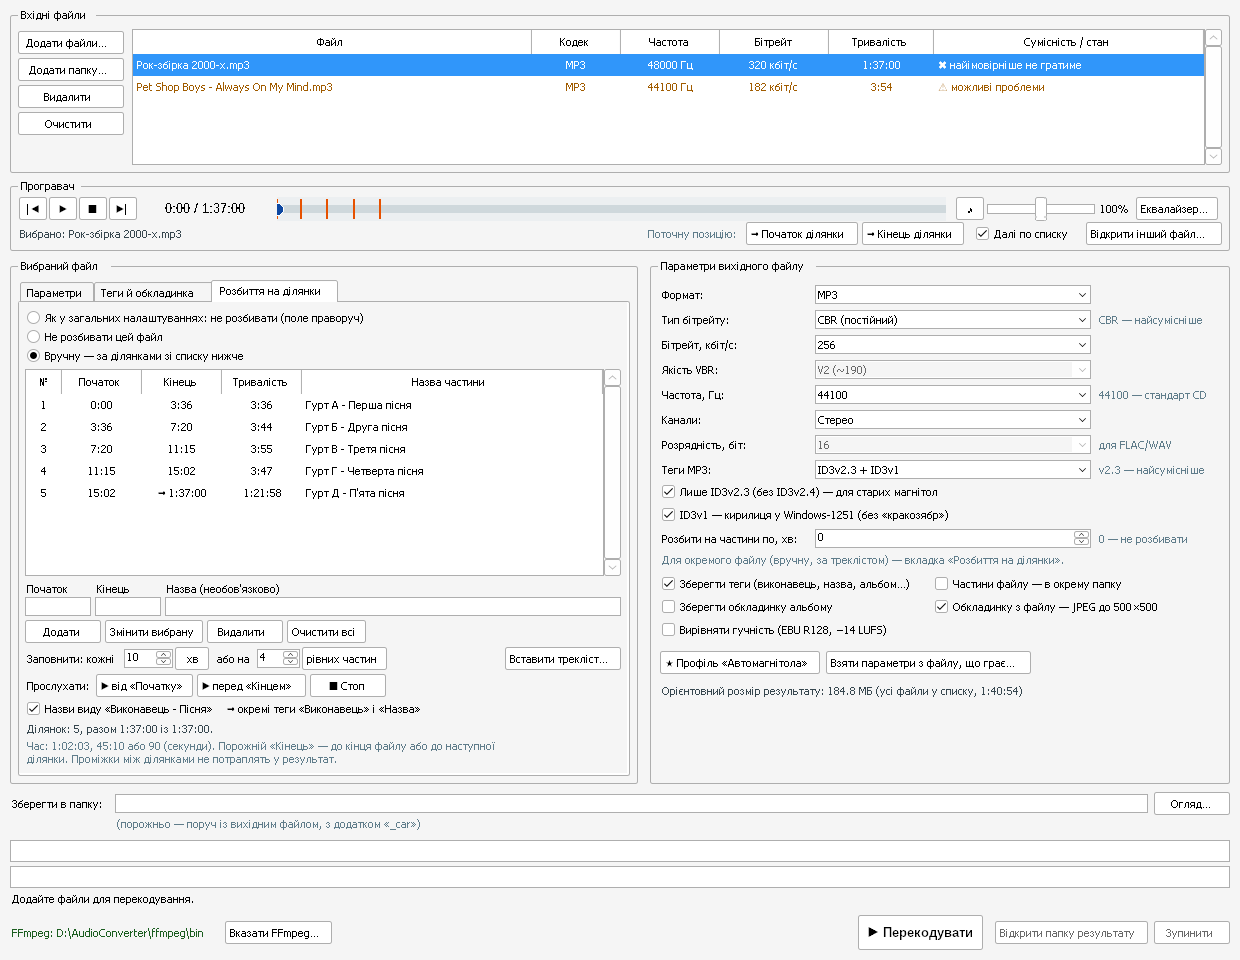 Вхідні файли
Додати файли...
Додати папку...
Видалити
Очистити
Файл Кодек Частота Бітрейт Тривалість Сумісність / стан
Рок-збірка 2000-х.mp3 MP3 48000 Гц 320 кбіт/с 1:37:00 ✖ найімовірніше не гратиме
Pet Shop Boys - Always On My Mind.mp3 MP3 44100 Гц 182 кбіт/с 3:54 ⚠ можливі проблеми
Програвач
0:00 / 1:37:00
100% Еквалайзер...
Вибрано: Рок-збірка 2000-х.mp3
Поточну позицію: → Початок ділянки → Кінець ділянки Далі по списку Відкрити інший файл...
Вибраний файл
Параметри Теги й обкладинка Розбиття на ділянки
Як у загальних налаштуваннях: не розбивати (поле праворуч)
Не розбивати цей файл
Вручну — за ділянками зі списку нижче
№ Початок Кінець Тривалість Назва частини
1 0:00 3:36 3:36 Гурт А - Перша пісня
2 3:36 7:20 3:44 Гурт Б - Друга пісня
3 7:20 11:15 3:55 Гурт В - Третя пісня
4 11:15 15:02 3:47 Гурт Г - Четверта пісня
5 15:02 → 1:37:00 1:21:58 Гурт Д - П'ята пісня
Початок Кінець Назва (необов'язково)
Додати Змінити вибрану Видалити Очистити всі
Заповнити: кожні 10 хв або на 4 рівних частин Вставити трекліст...
Прослухати: ▶ від «Початку» ▶ перед «Кінцем» ■ Стоп
Назви виду «Виконавець - Пісня» → окремі теги «Виконавець» і «Назва»
Ділянок: 5, разом 1:37:00 із 1:37:00.
Час: 1:02:03, 45:10 або 90 (секунди). Порожній «Кінець» — до кінця файлу або до наступної
ділянки. Проміжки між ділянками не потраплять у результат.
Параметри вихідного файлу
Формат: MP3
Тип бітрейту: CBR (постійний) CBR — найсумісніше
Бітрейт, кбіт/с: 256
Якість VBR: V2 (~190)
Частота, Гц: 44100 44100 — стандарт CD
Канали: Стерео
Розрядність, біт: 16 для FLAC/WAV
Теги MP3: ID3v2.3 + ID3v1 v2.3 — найсумісніше
Лише ID3v2.3 (без ID3v2.4) — для старих магнітол
ID3v1 — кирилиця у Windows-1251 (без «кракозябр»)
Розбити на частини по, хв: 0 0 — не розбивати
Для окремого файлу (вручну, за треклістом) — вкладка «Розбиття на ділянки».
Зберегти теги (виконавець, назва, альбом...) Частини файлу — в окрему папку
Зберегти обкладинку альбому Обкладинку з файлу — JPEG до 500×500
Вирівняти гучність (EBU R128, −14 LUFS)
★ Профіль «Автомагнітола» Взяти параметри з файлу, що грає...
Орієнтовний розмір результату: 184.8 МБ (усі файли у списку, 1:40:54)
Зберегти в папку: Огляд...
(порожньо — поруч із вихідним файлом, з додатком «_car»)
Додайте файли для перекодування.
FFmpeg: D:\AudioConverter\ffmpeg\bin Вказати FFmpeg... ▶ Перекодувати Відкрити папку результату Зупинити